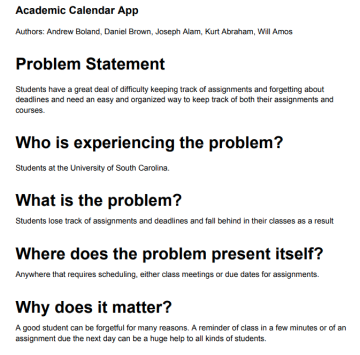 Academic Calendar App
Authors: Andrew Boland, Daniel Brown, Joseph Alam, Kurt Abraham, Will Amos
Problem Statement
Students have a great deal of difficulty keeping track of assignments and forgetting about
deadlines and need an easy and organized way to keep track of both their assignments and
courses.
Who is experiencing the problem?
Students at the University of South Carolina.
What is the problem?
Students lose track of assignments and deadlines and fall behind in their classes as a result
Where does the problem present itself?
Anywhere that requires scheduling, either class meetings or due dates for assignments.
Why does it matter?
A good student can be forgetful for many reasons. A reminder of class in a few minutes or of an
assignment due the next day can be a huge help to all kinds of students.